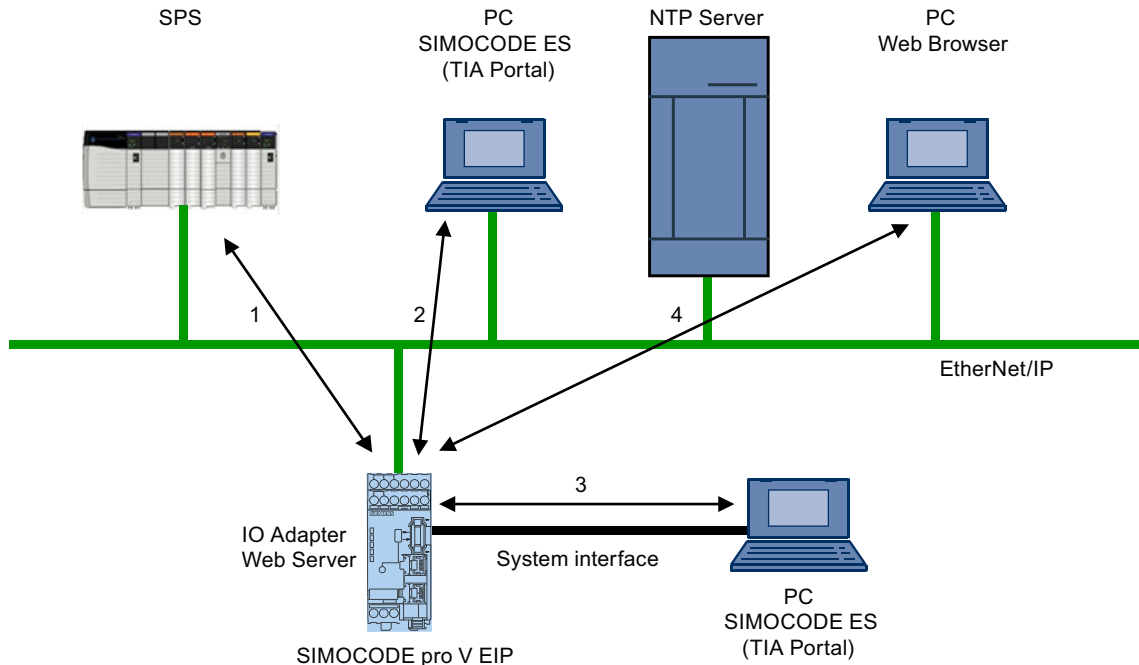 SPS
PC
SIMOCODE ES
(TIA Portal)
NTP Server
PC
Web Browser
1
2
4
EtherNet/IP
3
IO Adapter
Web Server
System interface
PC
SIMOCODE ES
(TIA Portal)
SIMOCODE pro V EIP